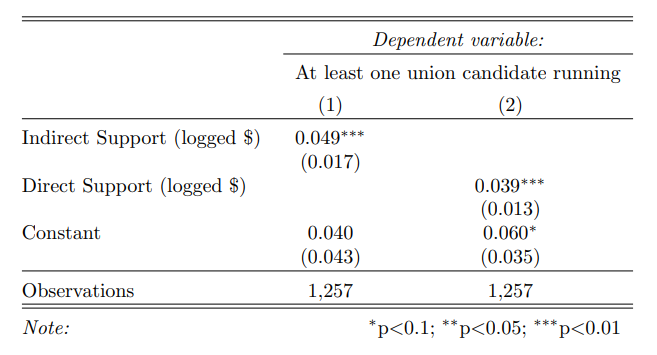 Dependent variable:
At least one union candidate running
(1) (2)
Indirect Support (logged $) 0.049***
(0.017)
Direct Support (logged $) 0.039***
(0.013)
Constant 0.040 0.060*
(0.043) (0.035)
Observations 1,257 1,257
Note: *p<0.1; **p<0.05; ***p<0.01